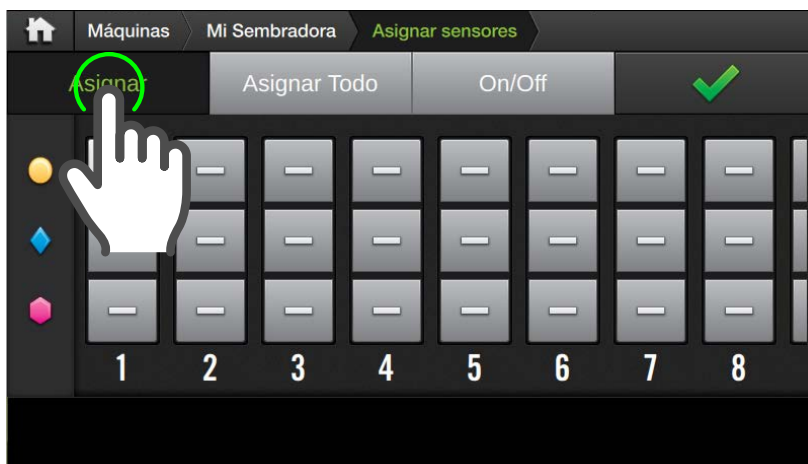 Máquinas Mi Sembradora Asignar sensores
Asignar Asignar Todo On/Off
1 2 3 4 5 6 7 8